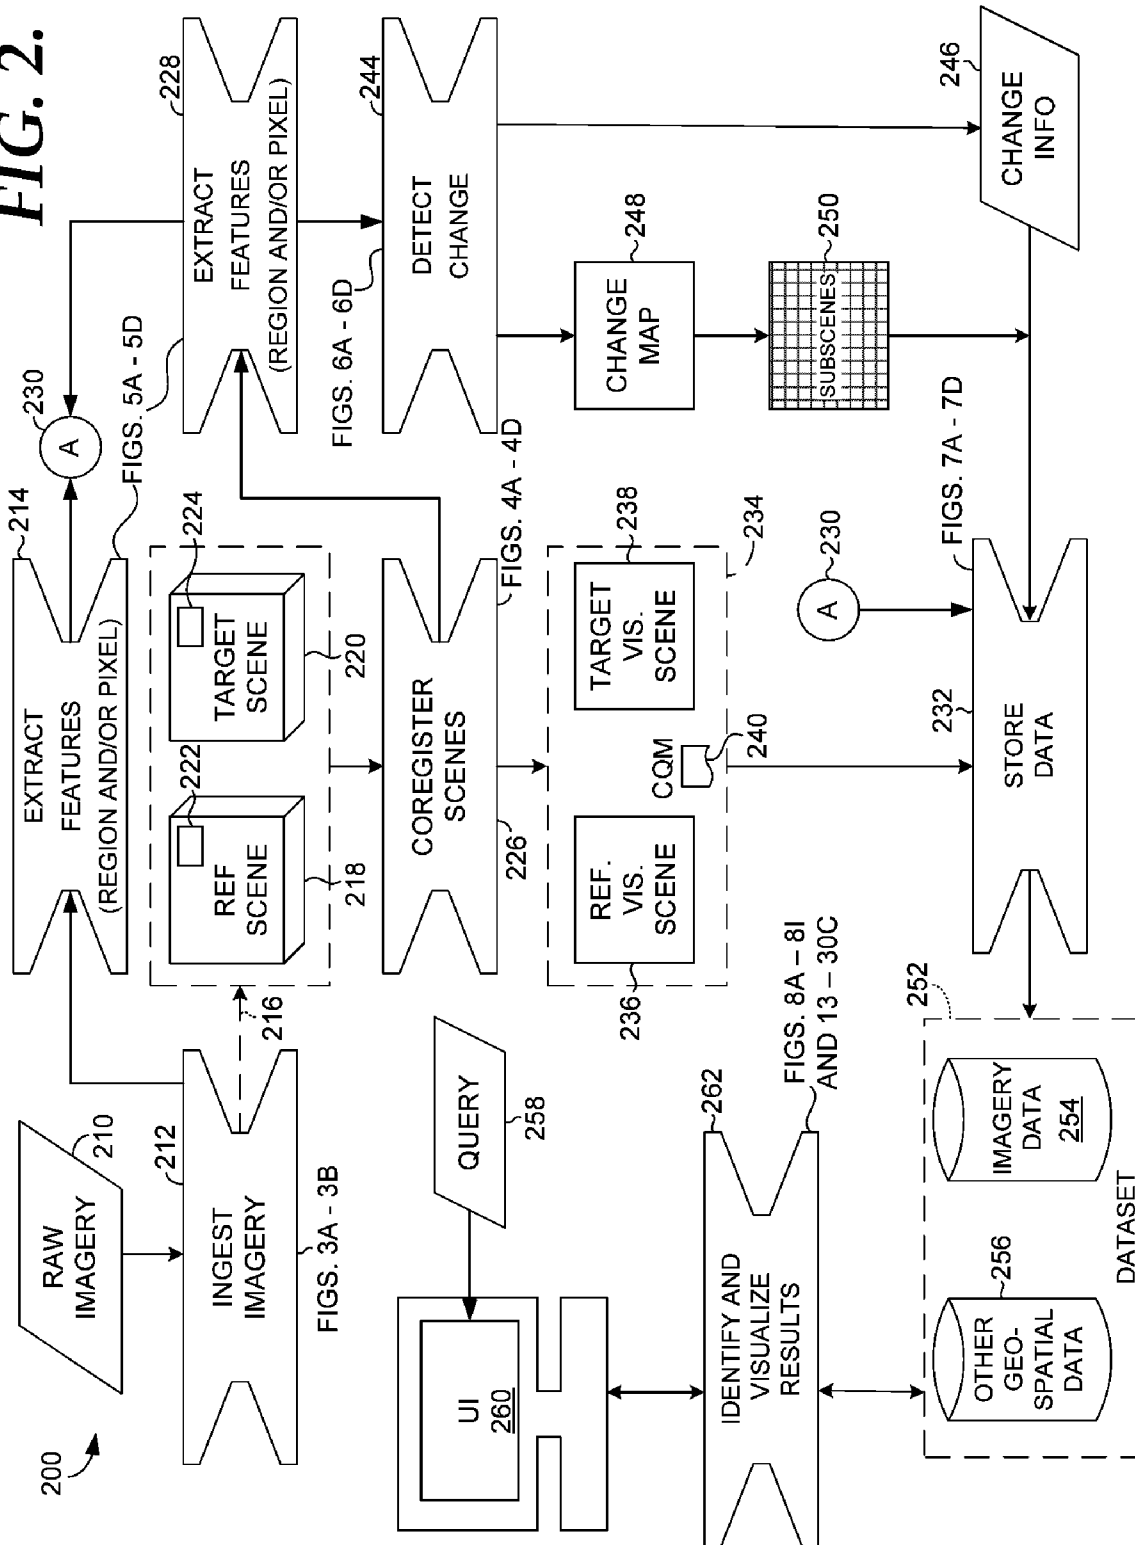 FIG. 2.
200
RAW
IMAGERY
210
INGEST
IMAGERY
212
FIGS. 3A - 3B
EXTRACT
FEATURES
(REGION AND/OR PIXEL)
214
FIGS. 5A - 5D
A
230
216
REF
SCENE
222
218
TARGET
SCENE
224
220
COREGISTER
SCENES
226
FIGS. 4A - 4D
EXTRACT
FEATURES
(REGION AND/OR PIXEL)
228
DETECT
CHANGE
244
FIGS. 6A - 6D
CHANGE
MAP
248
SUBSCENES
250
CHANGE
INFO
246
REF.
VIS.
SCENE
236
CQM
240
TARGET
VIS.
SCENE
238
234
A
230
STORE
DATA
232
FIGS. 7A - 7D
QUERY
258
UI
260
IDENTIFY AND
VISUALIZE
RESULTS
262
FIGS. 8A – 8I
AND 13 – 30C
252
OTHER
GEO-
SPATIAL
DATA
256
IMAGERY
DATA
254
DATASET